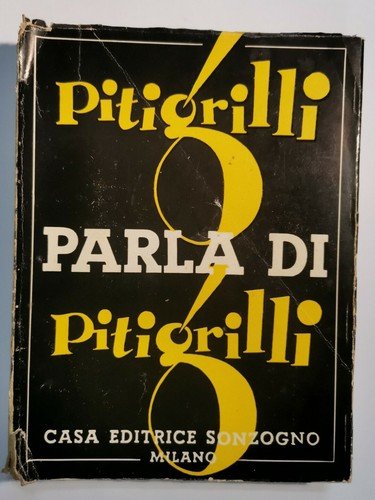 Pitigrilli
PARLA DI
Pitigrilli
CASA EDITRICE SONZOGNO
MILANO